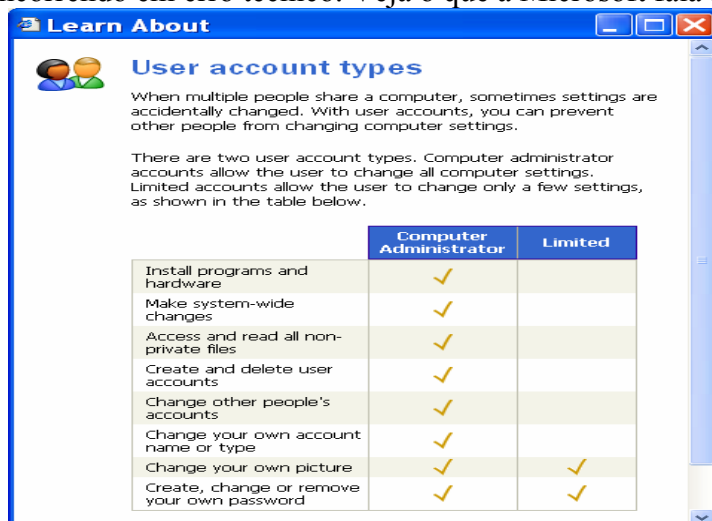 Learn About
User account types
When multiple people share a computer, sometimes settings are
accidentally changed. With user accounts, you can prevent
other people from changing computer settings.
There are two user account types. Computer administrator
accounts allow the user to change all computer settings.
Limited accounts allow the user to change only a few settings,
as shown in the table below.
Computer
Administrator
Limited
Install programs and
hardware
Make system-wide
changes
Access and read all non-
private files
Create and delete user
accounts
Change other people's
accounts
Change your own account
name or type
Change your own picture
Create, change or remove
your own password